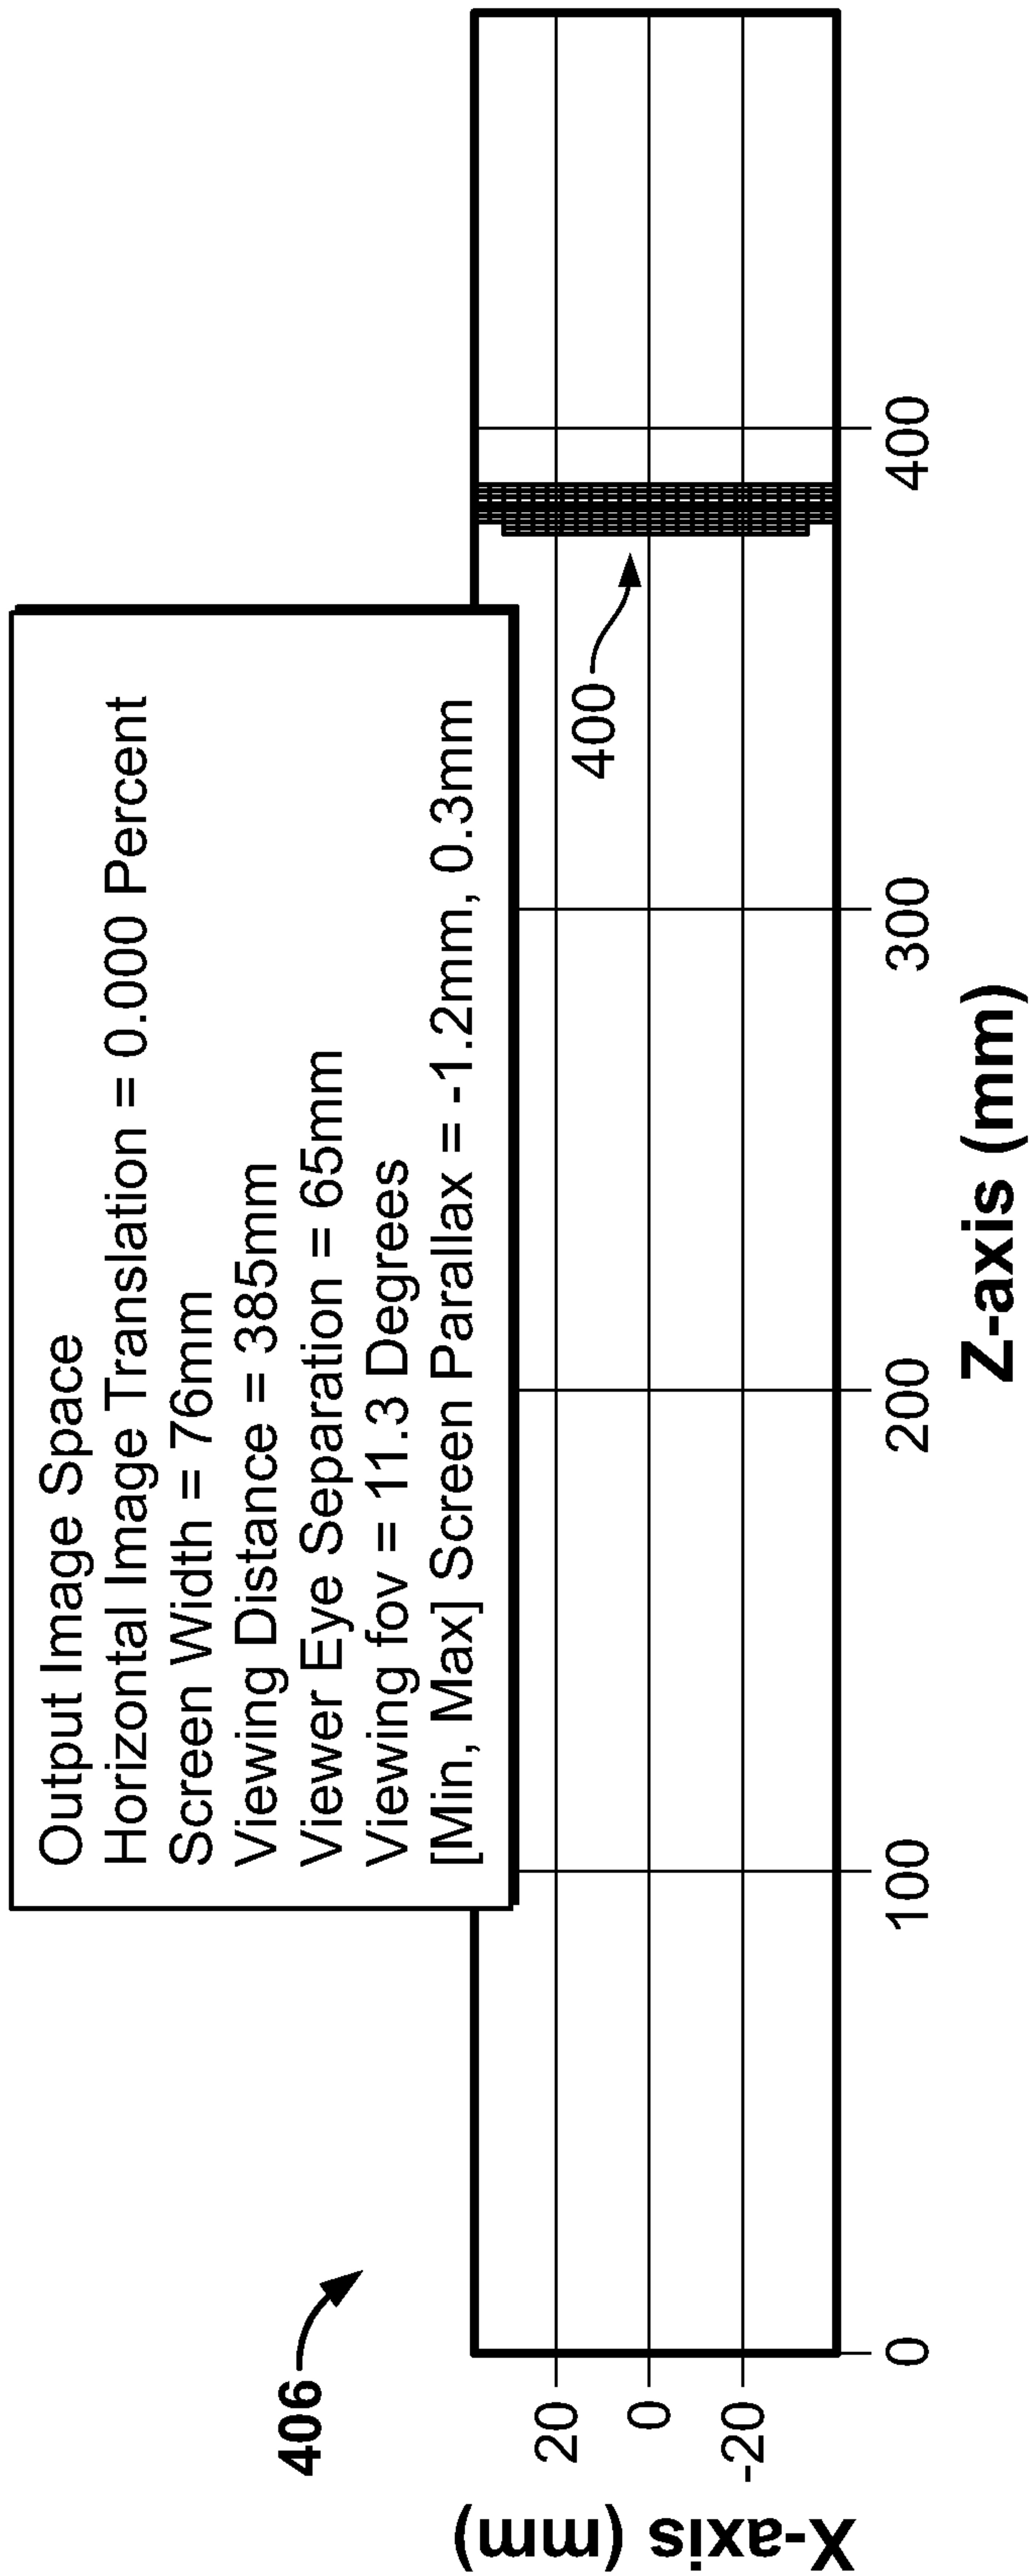 Output Image Space
Horizontal Image Translation = 0.000 Percent
Screen Width = 76mm
Viewing Distance = 385mm
Viewer Eye Separation = 65mm
Viewing fov = 11.3 Degrees
[Min, Max] Screen Parallax = -1.2mm, 0.3mm
406
400
X-axis (mm)
20
0
-20
0
100
200
300
400
Z-axis (mm)